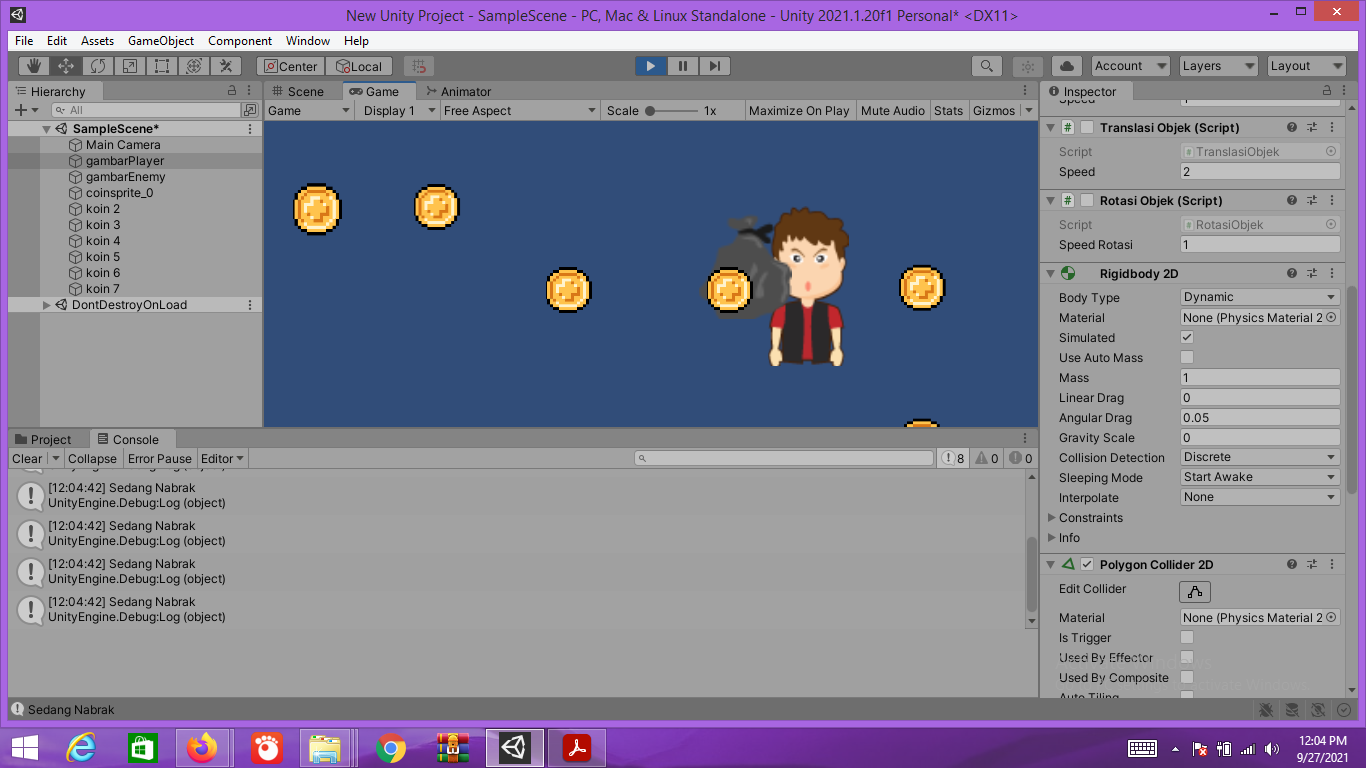 New Unity Project - SampleScene - PC, Mac & Linux Standalone - Unity 2021.1.20f1 Personal* <DX11>
File Edit Assets GameObject Component Window Help
Center Local Account Layers Layout
Hierarchy
All
SampleScene*
Main Camera
gambarPlayer
gambarEnemy
coinsprite_0
koin 2
koin 3
koin 4
koin 5
koin 6
koin 7
DontDestroyOnLoad
Scene Game Animator
Game Display 1 Free Aspect Scale 1x Maximize On Play Mute Audio Stats Gizmos
Inspector
Speed
Translasi Objek (Script)
Script TranslasiObjek
Speed 2
Rotasi Objek (Script)
Script RotasiObjek
Speed Rotasi 1
Rigidbody 2D
Body Type Dynamic
Material None (Physics Material 2
Simulated
Use Auto Mass
Mass 1
Linear Drag 0
Angular Drag 0.05
Gravity Scale 0
Collision Detection Discrete
Sleeping Mode Start Awake
Interpolate None
Constraints
Info
Polygon Collider 2D
Edit Collider
Material None (Physics Material 2
Is Trigger
Used By Effector
Used By Composite
Auto Tiling
Project Console
Clear Collapse Error Pause Editor 8 0 0
UnityEngine.Debug:Log (object)
[12:04:42] Sedang Nabrak
UnityEngine.Debug:Log (object)
[12:04:42] Sedang Nabrak
UnityEngine.Debug:Log (object)
[12:04:42] Sedang Nabrak
UnityEngine.Debug:Log (object)
[12:04:42] Sedang Nabrak
UnityEngine.Debug:Log (object)
Sedang Nabrak
12:04 PM
9/27/2021